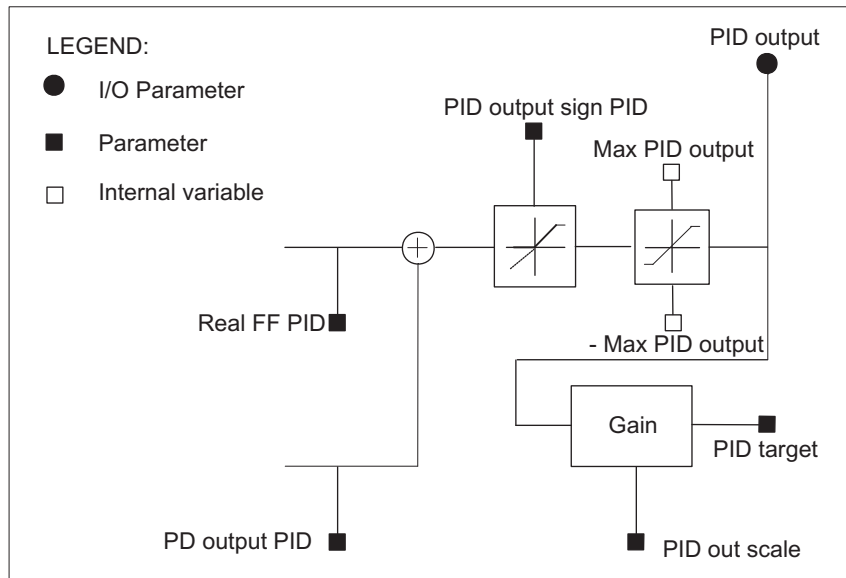 LEGEND:
I/O Parameter
Parameter
Internal variable
PID output
PID output sign PID
Max PID output
Real FF PID
- Max PID output
Gain
PID target
PD output PID
PID out scale